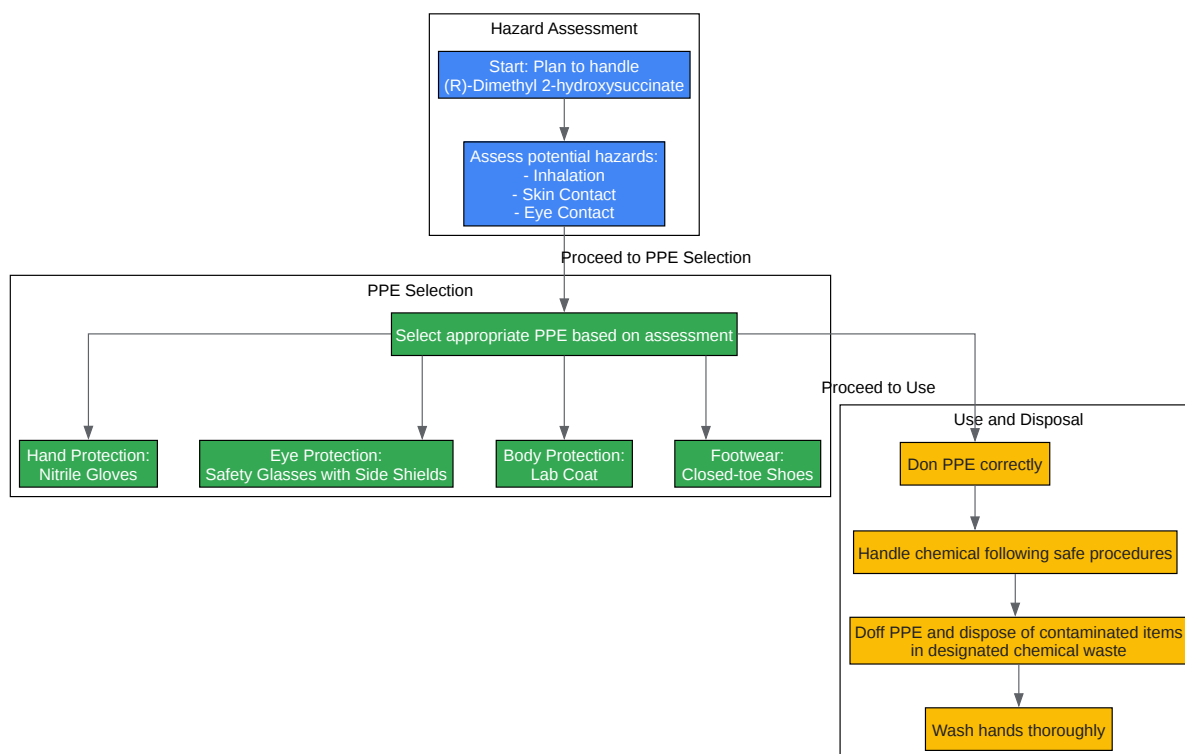 Hazard Assessment
Start: Plan to handle
(R)-Dimethyl 2-hydroxysuccinate
Assess potential hazards:
- Inhalation
- Skin Contact
- Eye Contact
Proceed to PPE Selection
PPE Selection
Select appropriate PPE based on assessment
Proceed to Use
Hand Protection:
Nitrile Gloves
Eye Protection:
Safety Glasses with Side Shields
Body Protection:
Lab Coat
Footwear:
Closed-toe Shoes
Use and Disposal
Don PPE correctly
Handle chemical following safe procedures
Doff PPE and dispose of contaminated items
in designated chemical waste
Wash hands thoroughly